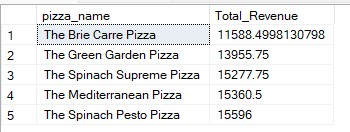 pizza_name Total_Revenue
1 The Brie Carre Pizza 11588.4998130798
2 The Green Garden Pizza 13955.75
3 The Spinach Supreme Pizza 15277.75
4 The Mediterranean Pizza 15360.5
5 The Spinach Pesto Pizza 15596